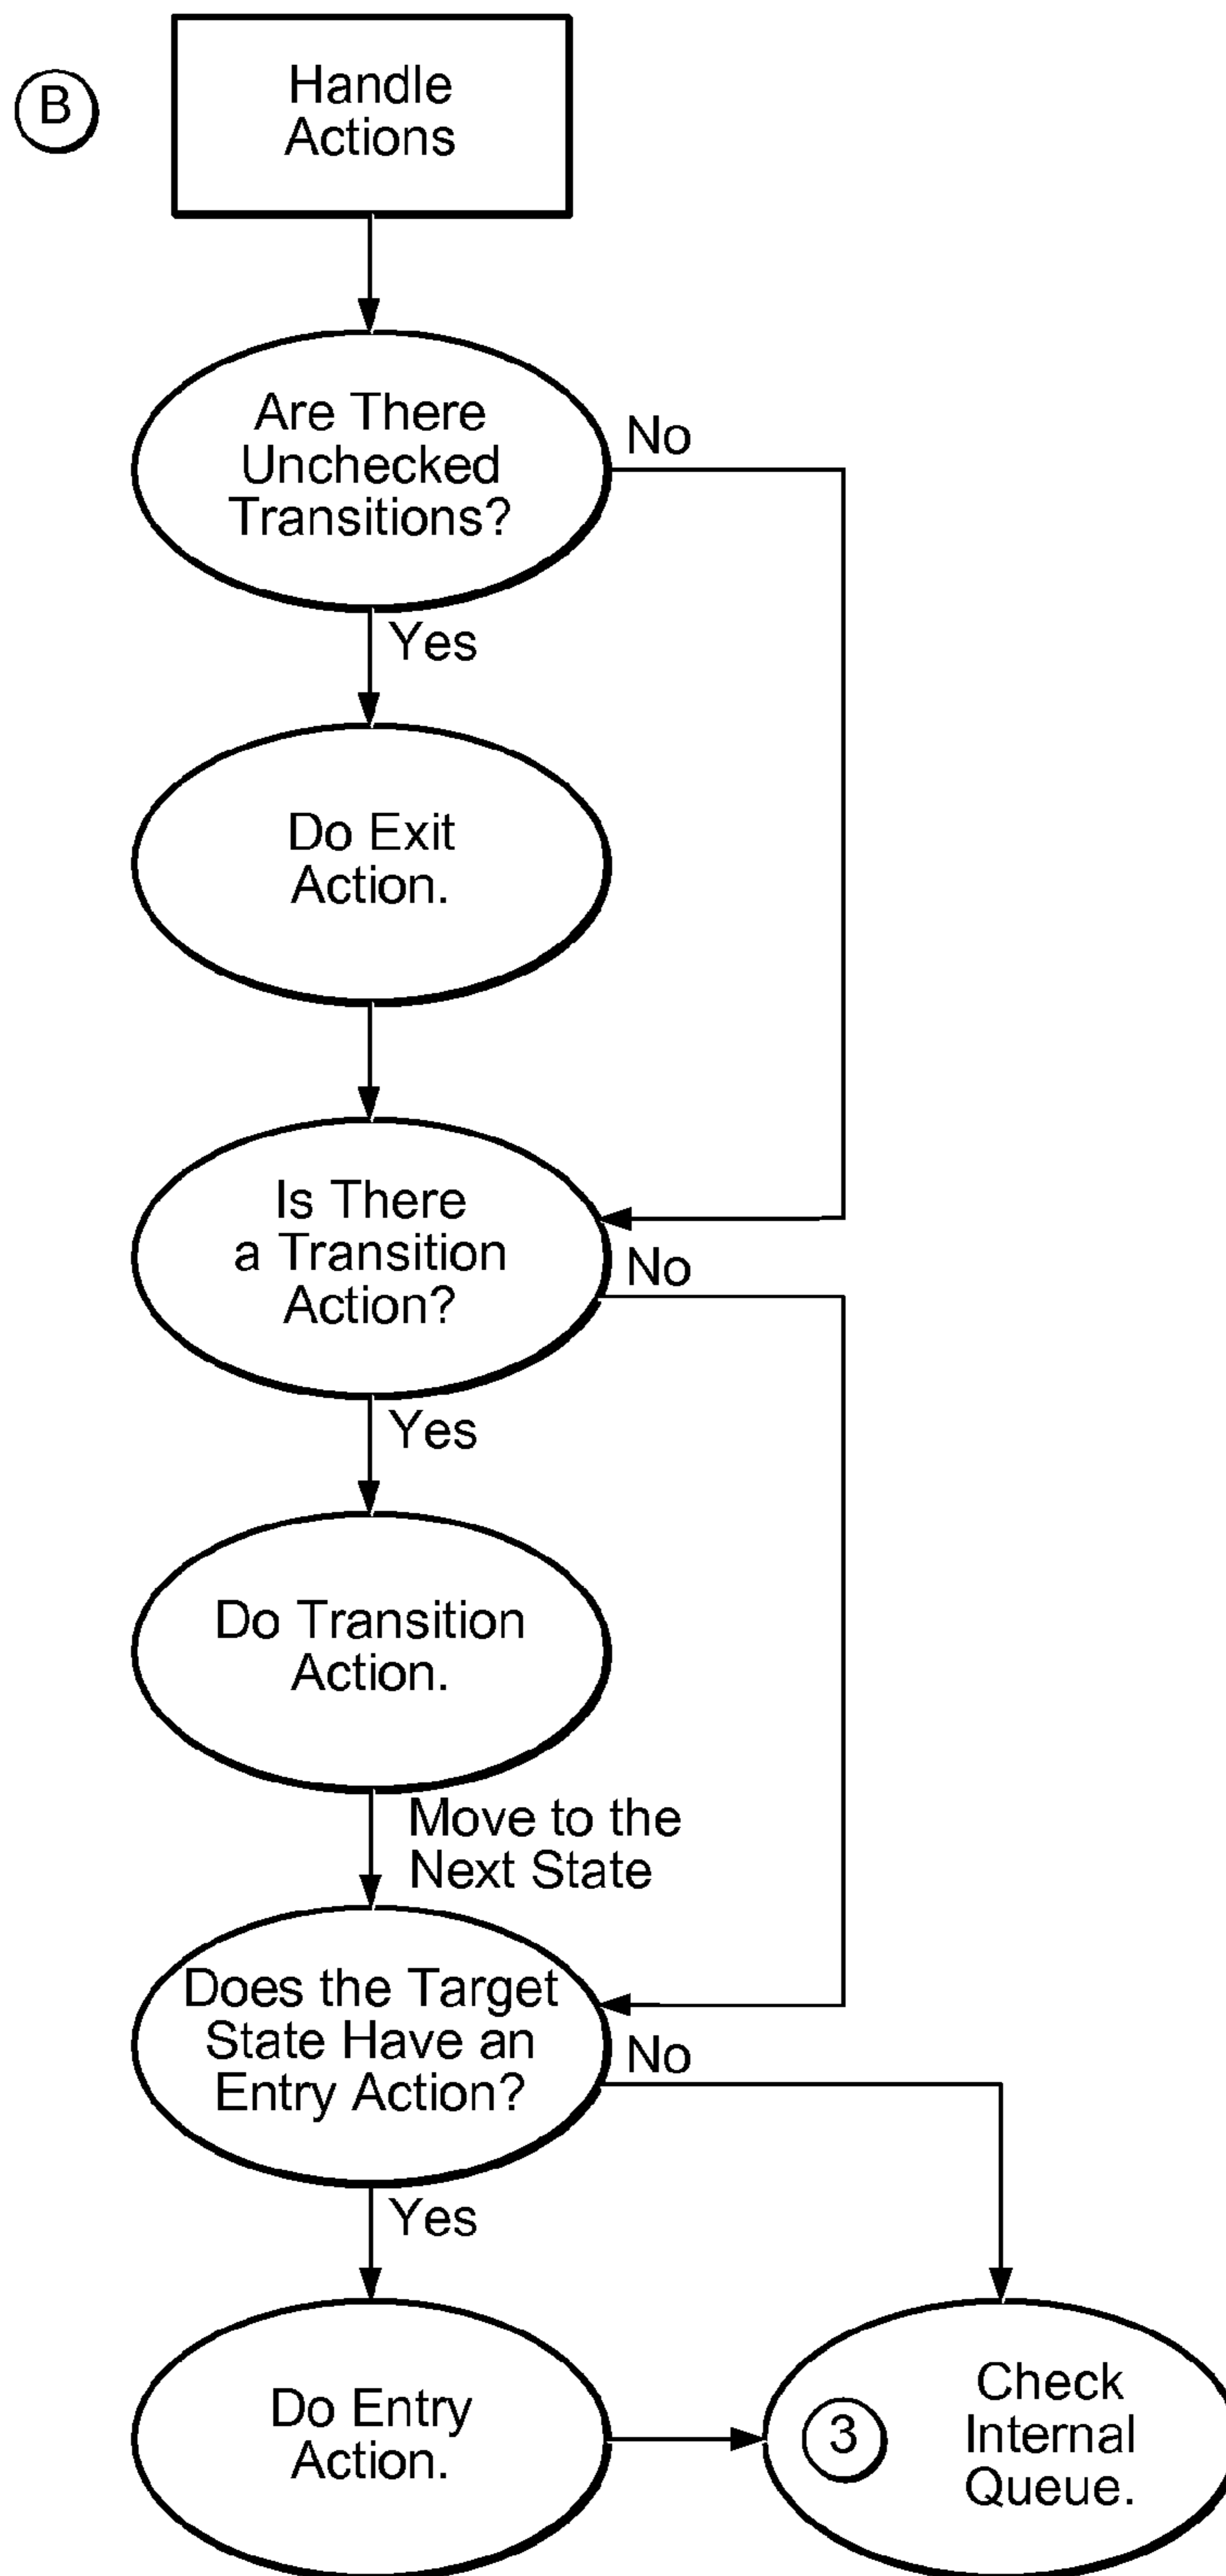 B
Handle
Actions
Are There
Unchecked
Transitions?
No
Yes
Do Exit
Action.
Is There
a Transition
Action?
No
Yes
Do Transition
Action.
Move to the
Next State
Does the Target
State Have an
Entry Action?
No
Yes
Do Entry
Action.
3
Check
Internal
Queue.